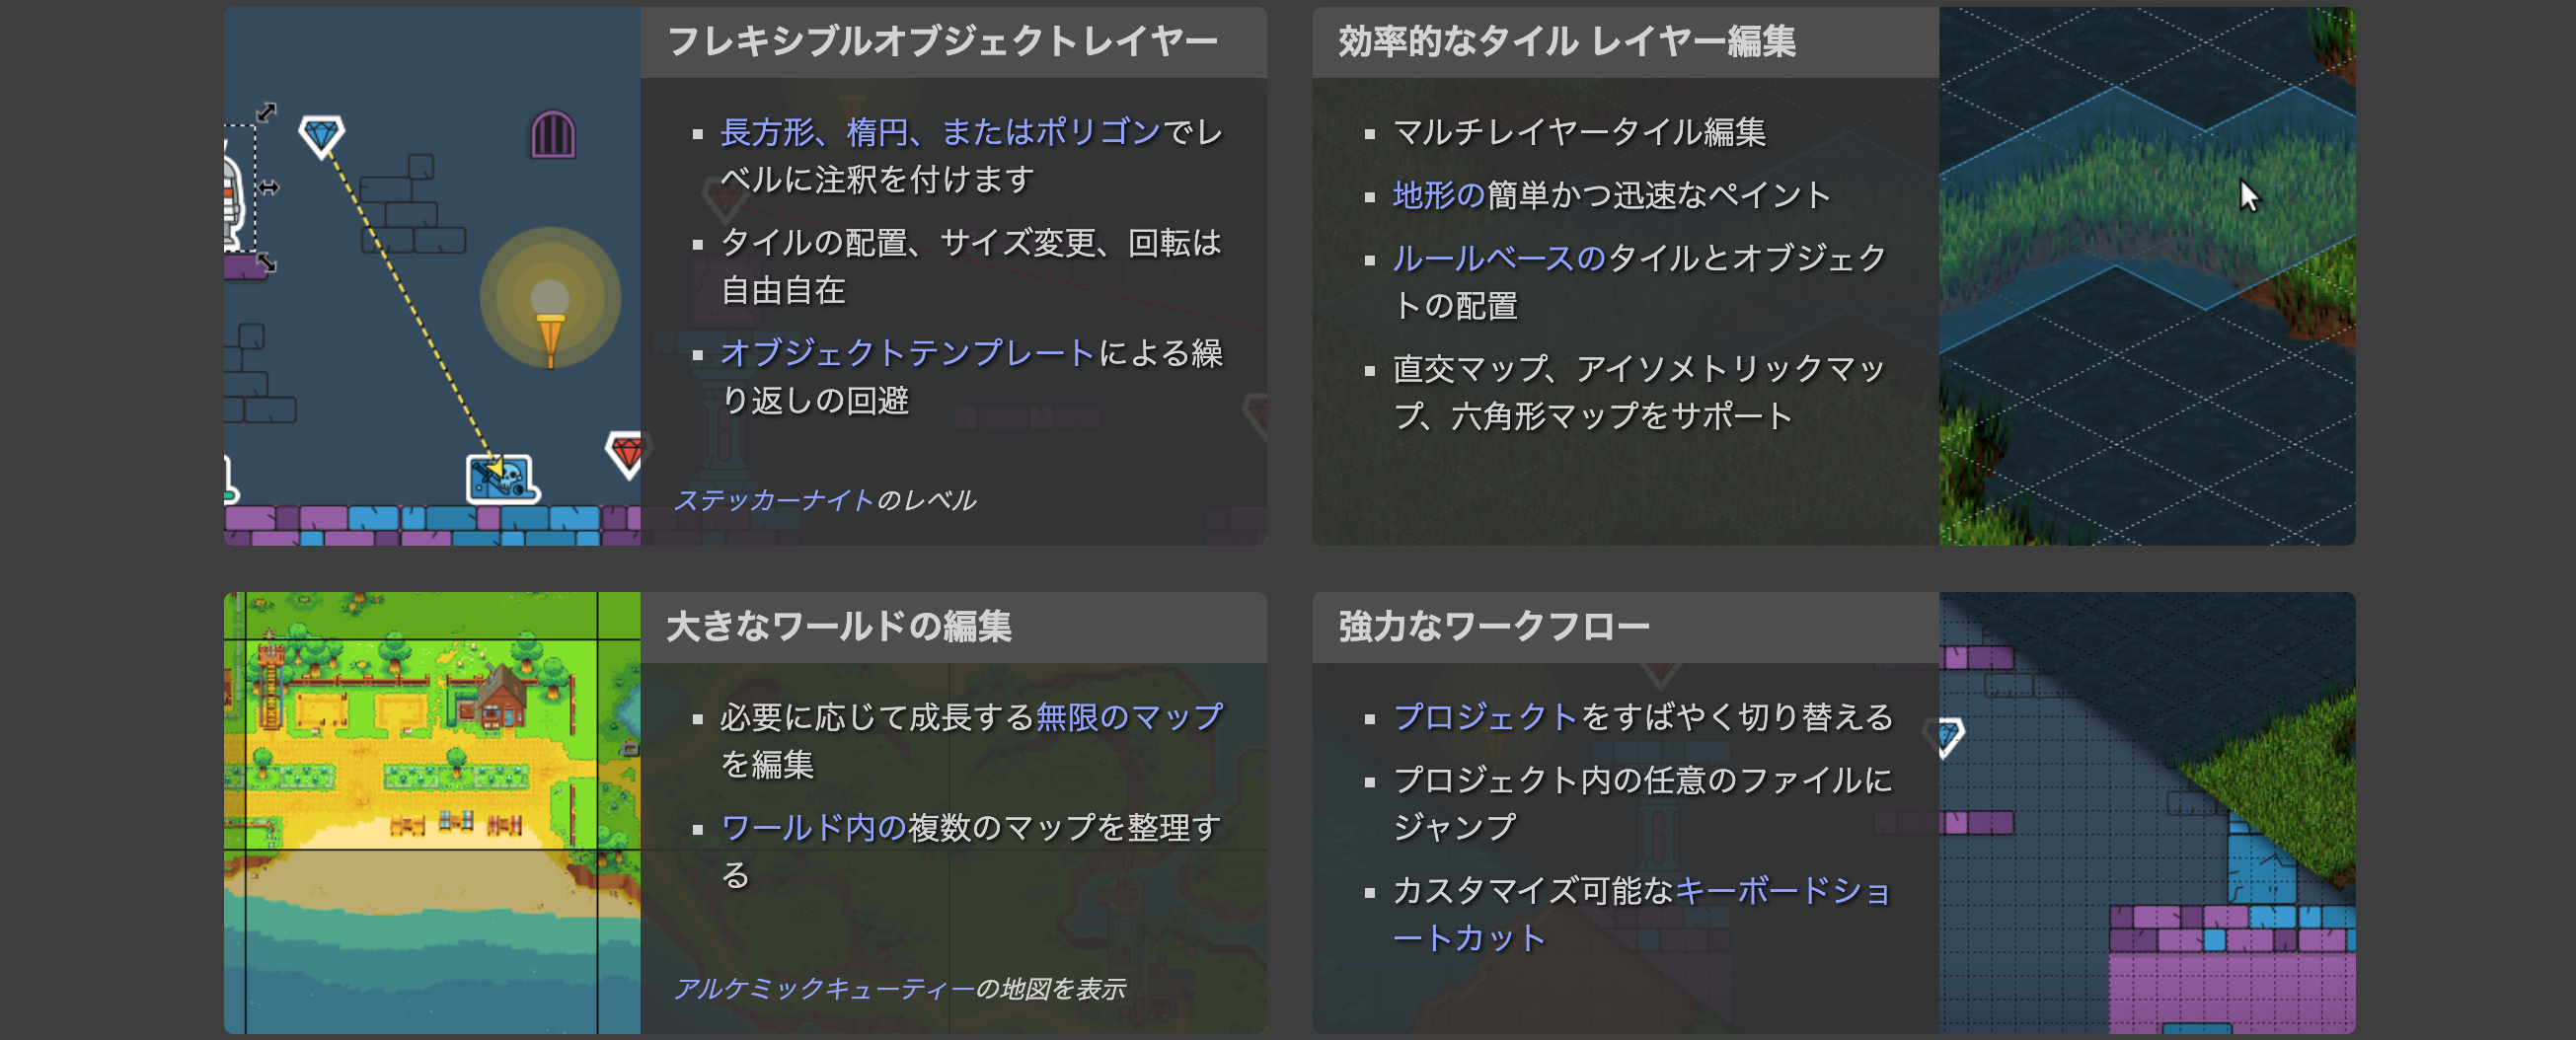 フレキシブルオブジェクトレイヤー
長方形、楕円、またはポリゴンでレ
ベルに注釈を付けます
タイルの配置、サイズ変更、回転は
自由自在
オブジェクトテンプレートによる繰
り返しの回避
ステッカーナイトのレベル
効率的なタイル レイヤー編集
マルチレイヤータイル編集
地形の簡単かつ迅速なペイント
ルールベースのタイルとオブジェク
トの配置
直交マップ、アイソメトリックマッ
プ、六角形マップをサポート
大きなワールドの編集
必要に応じて成長する無限のマップ
を編集
ワールド内の複数のマップを整理す
る
アルケミックキューティーの地図を表示
強力なワークフロー
プロジェクトをすばやく切り替える
プロジェクト内の任意のファイルに
ジャンプ
カスタマイズ可能なキーボードショ
ートカット